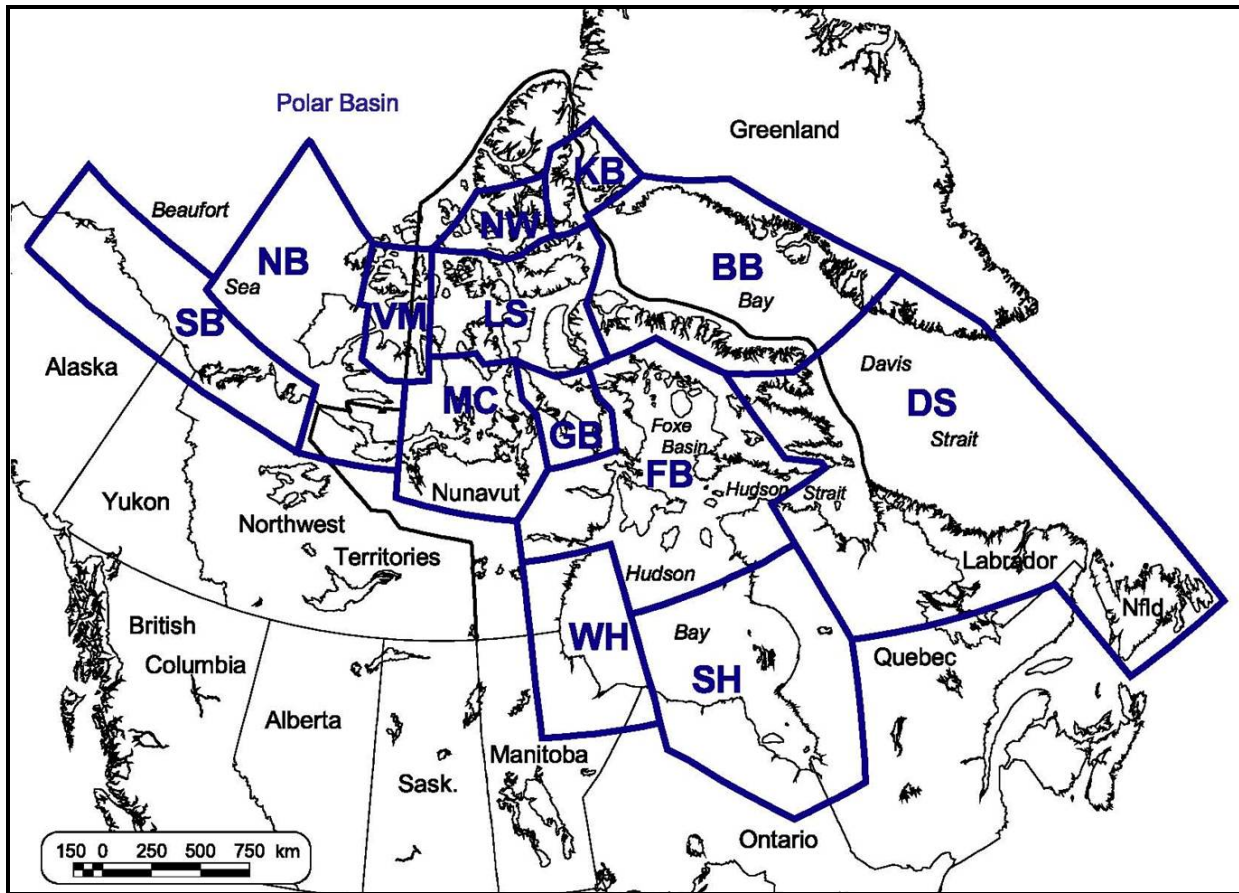 Polar Basin
Greenland
KB
Beaufort
NW
NB
BB
Sea
Bay
VM
LS
SB
Alaska
Davis
MC
DS
GB
Foxe
Basin
Strait
FB
Yukon
Nunavut
Hudson
Strait
Northwest
Territories
Labrador
Hudson
Nfld
British
Columbia
WH
Bay
SH
Quebec
Alberta
Manitoba
Sask.
Ontario
150 0 250 500 750 km